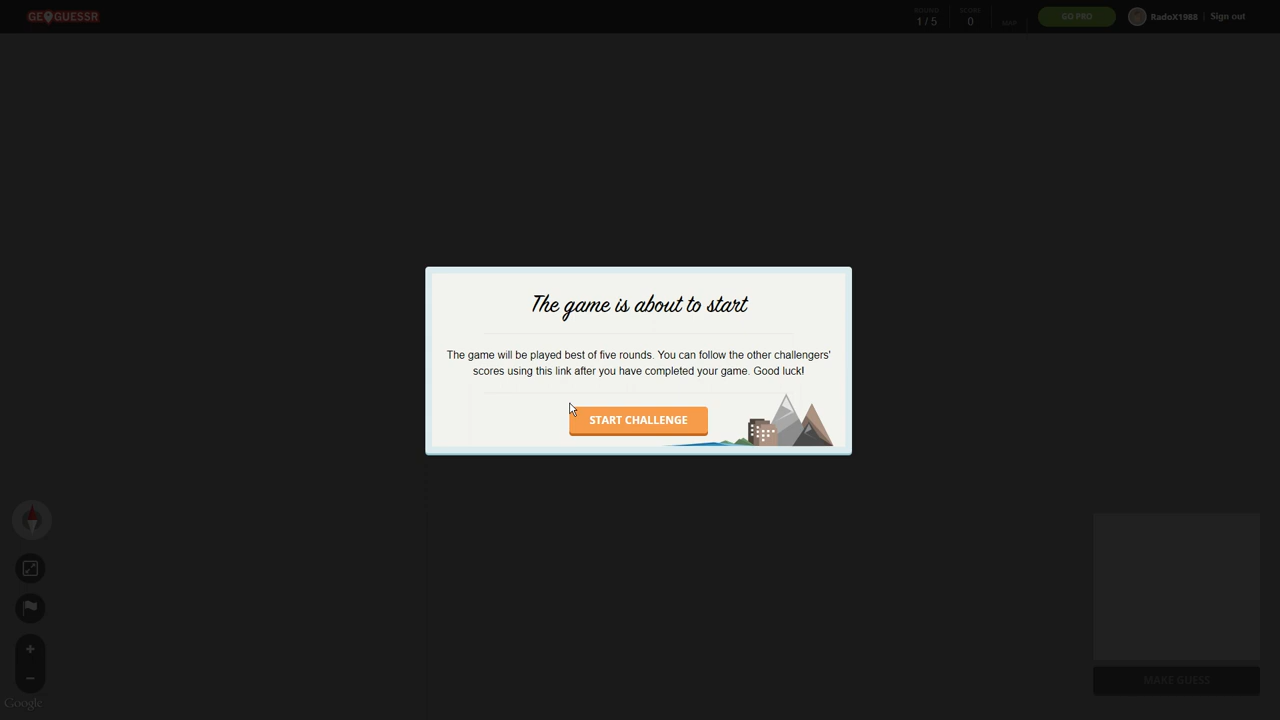 GEOGUESSR
ROUND
1 / 5
SCORE
0
MAP
GO PRO
RadoX1988 | Sign out
The game is about to start
The game will be played best of five rounds. You can follow the other challengers'
scores using this link after you have completed your game. Good luck!
START CHALLENGE
+
−
Google
MAKE GUESS